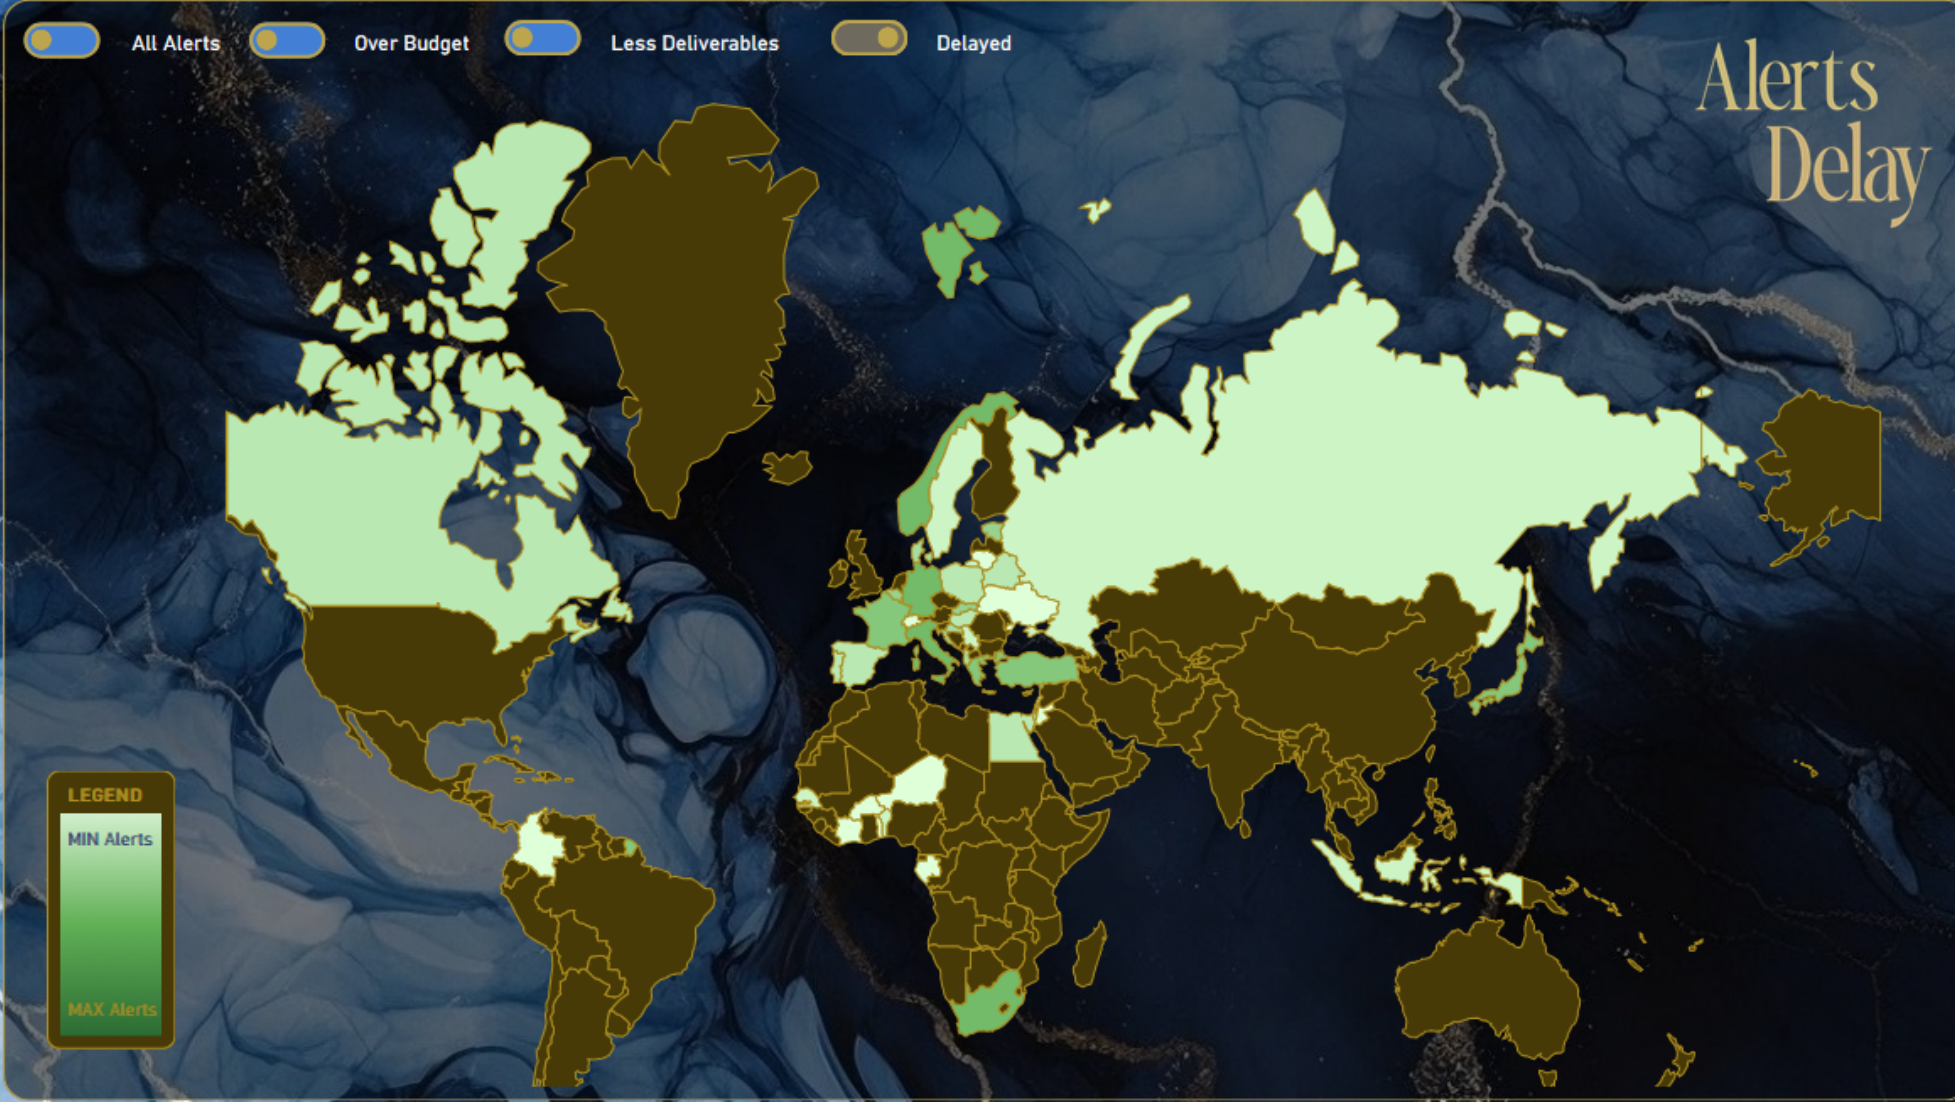 All Alerts
Over Budget
Less Deliverables
Delayed
Alerts
Delay
LEGEND
MIN Alerts
MAX Alerts